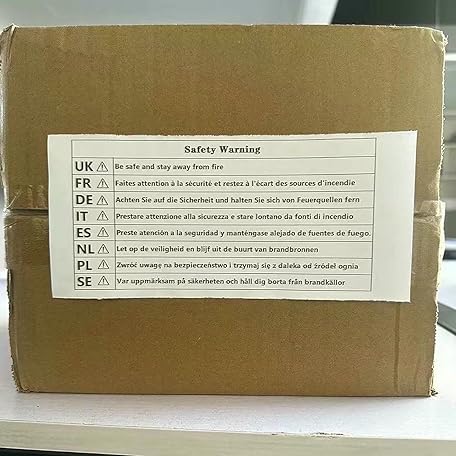 Safety Warning
UK ⚠ Be safe and stay away from fire
FR ⚠ Faites attention à la sécurité et restez à l'écart des sources d'incendie
DE ⚠ Achten Sie auf die Sicherheit und halten Sie sich von Feuerquellen fern
IT ⚠ Prestare attenzione alla sicurezza e stare lontano da fonti di incendio
ES ⚠ Preste atención a la seguridad y manténgase alejado de fuentes de fuego.
NL ⚠ Let op de veiligheid en blijf uit de buurt van brandbronnen
PL ⚠ Zwróć uwagę na bezpieczeństwo i trzymaj się z daleka od źródeł ognia
SE ⚠ Var uppmärksam på säkerheten och håll dig borta från brandkällor